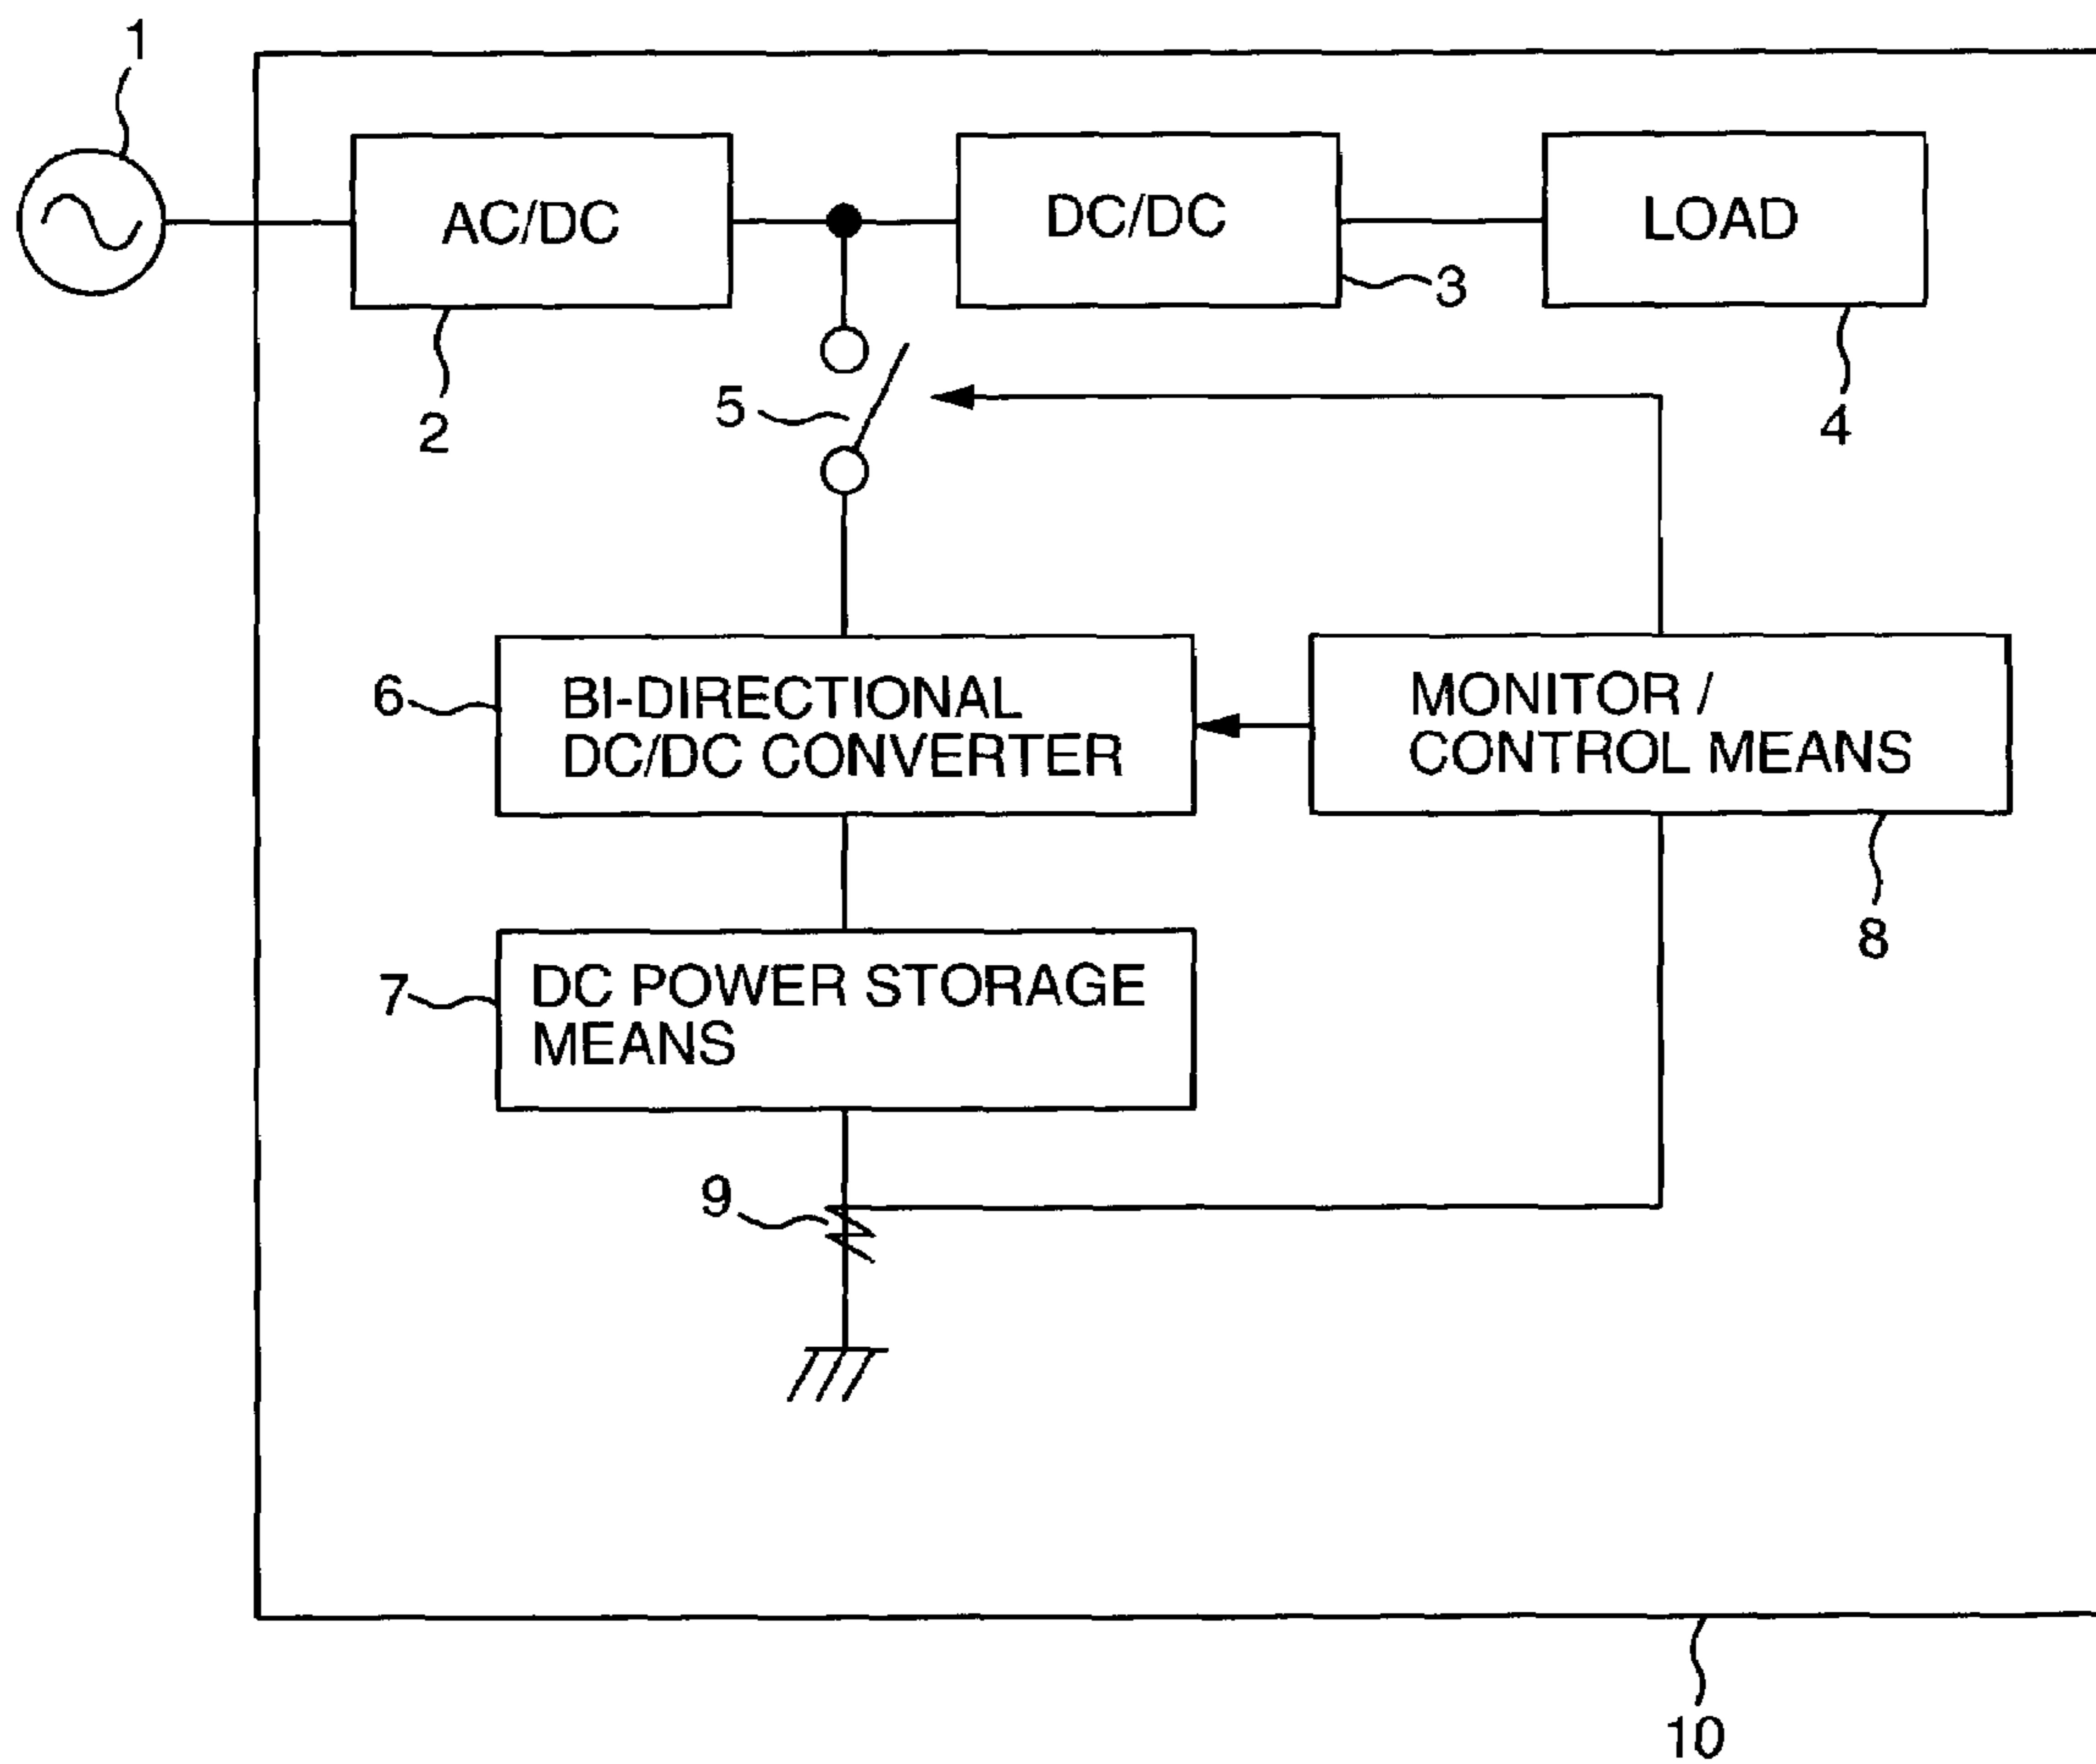 1
AC/DC
DC/DC
LOAD
3
2
5
4
6
BI-DIRECTIONAL
DC/DC CONVERTER
MONITOR /
CONTROL MEANS
8
7
DC POWER STORAGE
MEANS
9
10